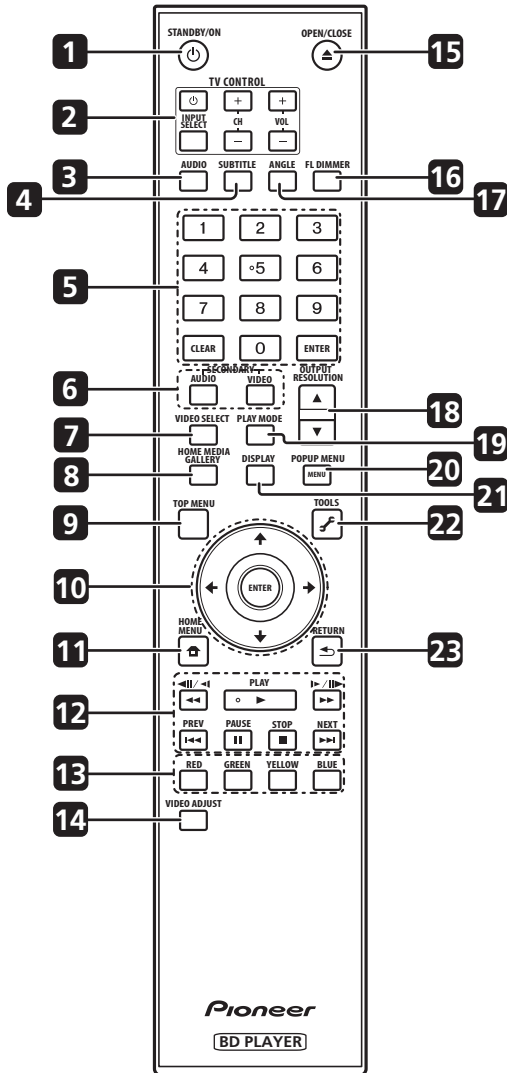 STANDBY/ON
OPEN/CLOSE
1
15
TV CONTROL
2
INPUT
SELECT
CH
VOL
+
+
–
–
3
AUDIO
SUBTITLE
ANGLE
FL DIMMER
16
4
17
5
1
2
3
4
5
6
7
8
9
CLEAR
0
ENTER
SECONDARY
6
AUDIO
VIDEO
OUTPUT
RESOLUTION
18
7
VIDEO SELECT
PLAY MODE
19
8
HOME MEDIA
GALLERY
DISPLAY
POPUP MENU
MENU
20
21
9
TOP MENU
TOOLS
22
10
ENTER
11
HOME
MENU
RETURN
23
12
PLAY
PREV
PAUSE
STOP
NEXT
13
RED
GREEN
YELLOW
BLUE
14
VIDEO ADJUST
Pioneer
BD PLAYER